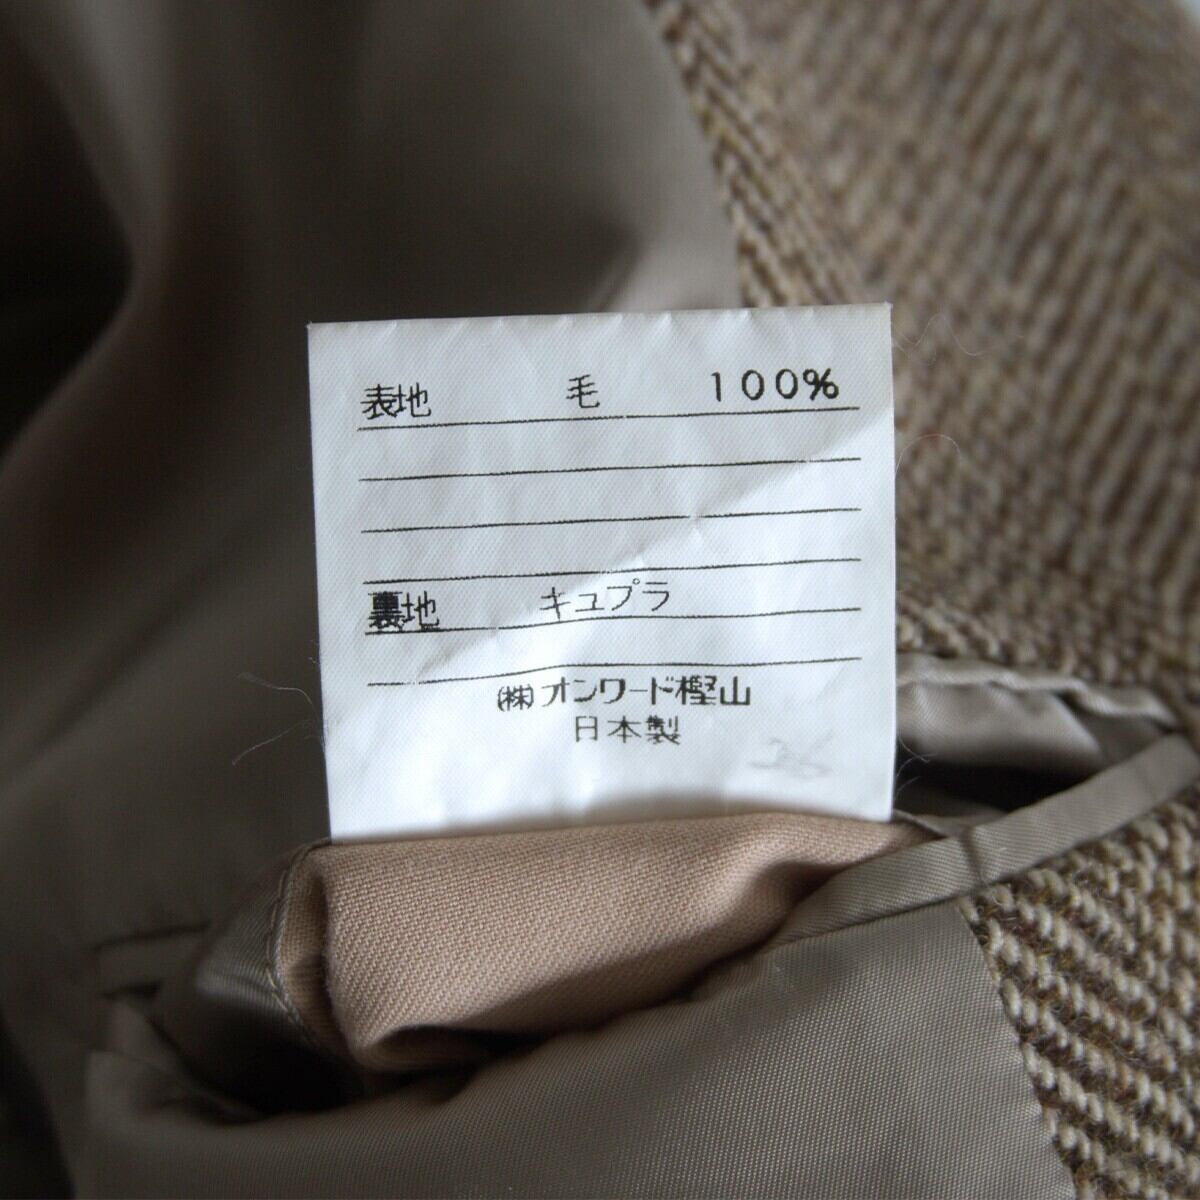 表地 毛 100%
裏地 キュプラ
(株)オンワード樫山
日本製